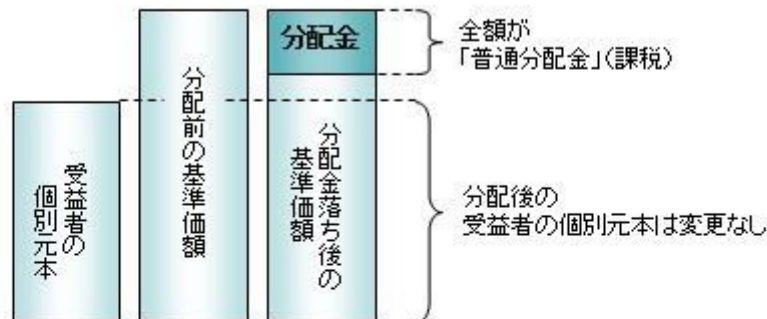 分配金
全額が
「普通分配金」(課税)
受益者の
個別元本
分配前の基準価額
分配金落ち後の
基準価額
分配後の
受益者の個別元本は変更なし